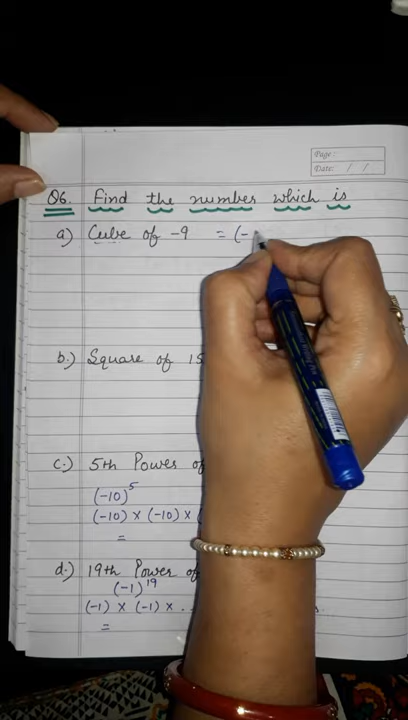 Page:
Date: / /
Q6. Find the number which is
a) Cube of -9 = (-
b.) Square of 15
c.) 5th Power of
(-10)⁵
(-10) × (-10) × (
=
d.) 19th Power of
(-1)¹⁹
(-1) × (-1) × . .
=